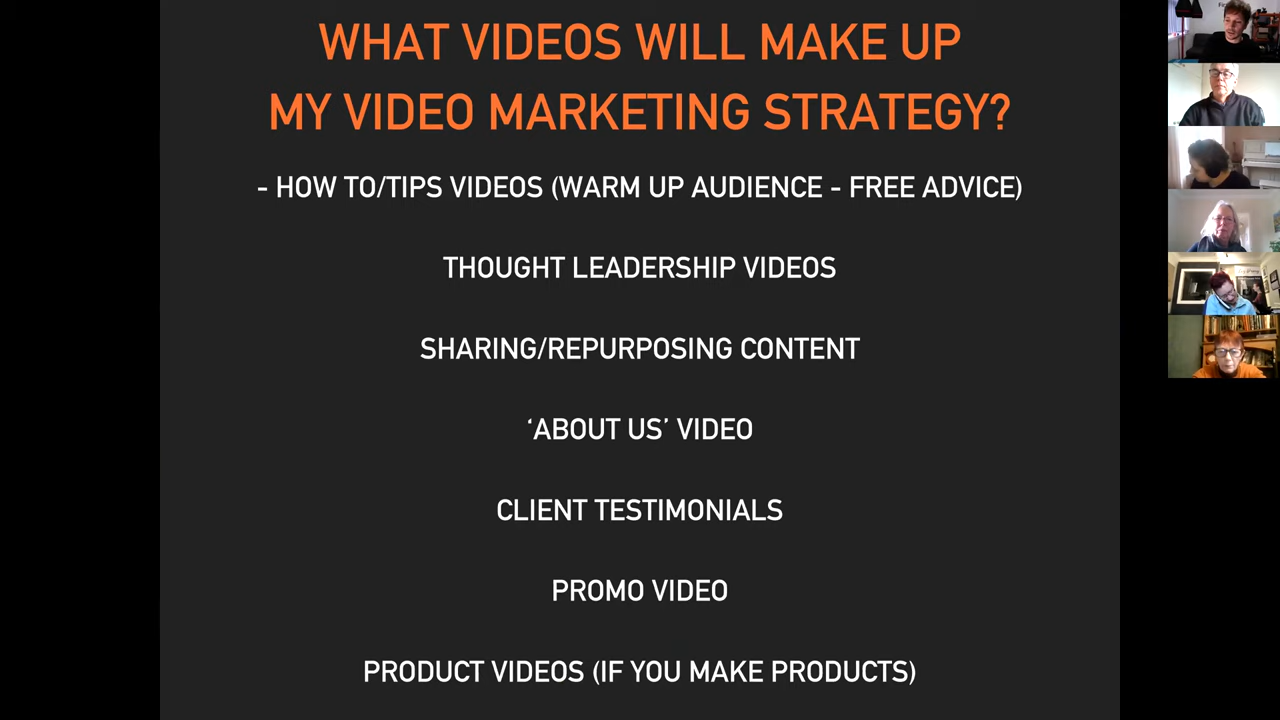 WHAT VIDEOS WILL MAKE UP
MY VIDEO MARKETING STRATEGY?
- HOW TO/TIPS VIDEOS (WARM UP AUDIENCE - FREE ADVICE)
THOUGHT LEADERSHIP VIDEOS
SHARING/REPURPOSING CONTENT
‘ABOUT US’ VIDEO
CLIENT TESTIMONIALS
PROMO VIDEO
PRODUCT VIDEOS (IF YOU MAKE PRODUCTS)